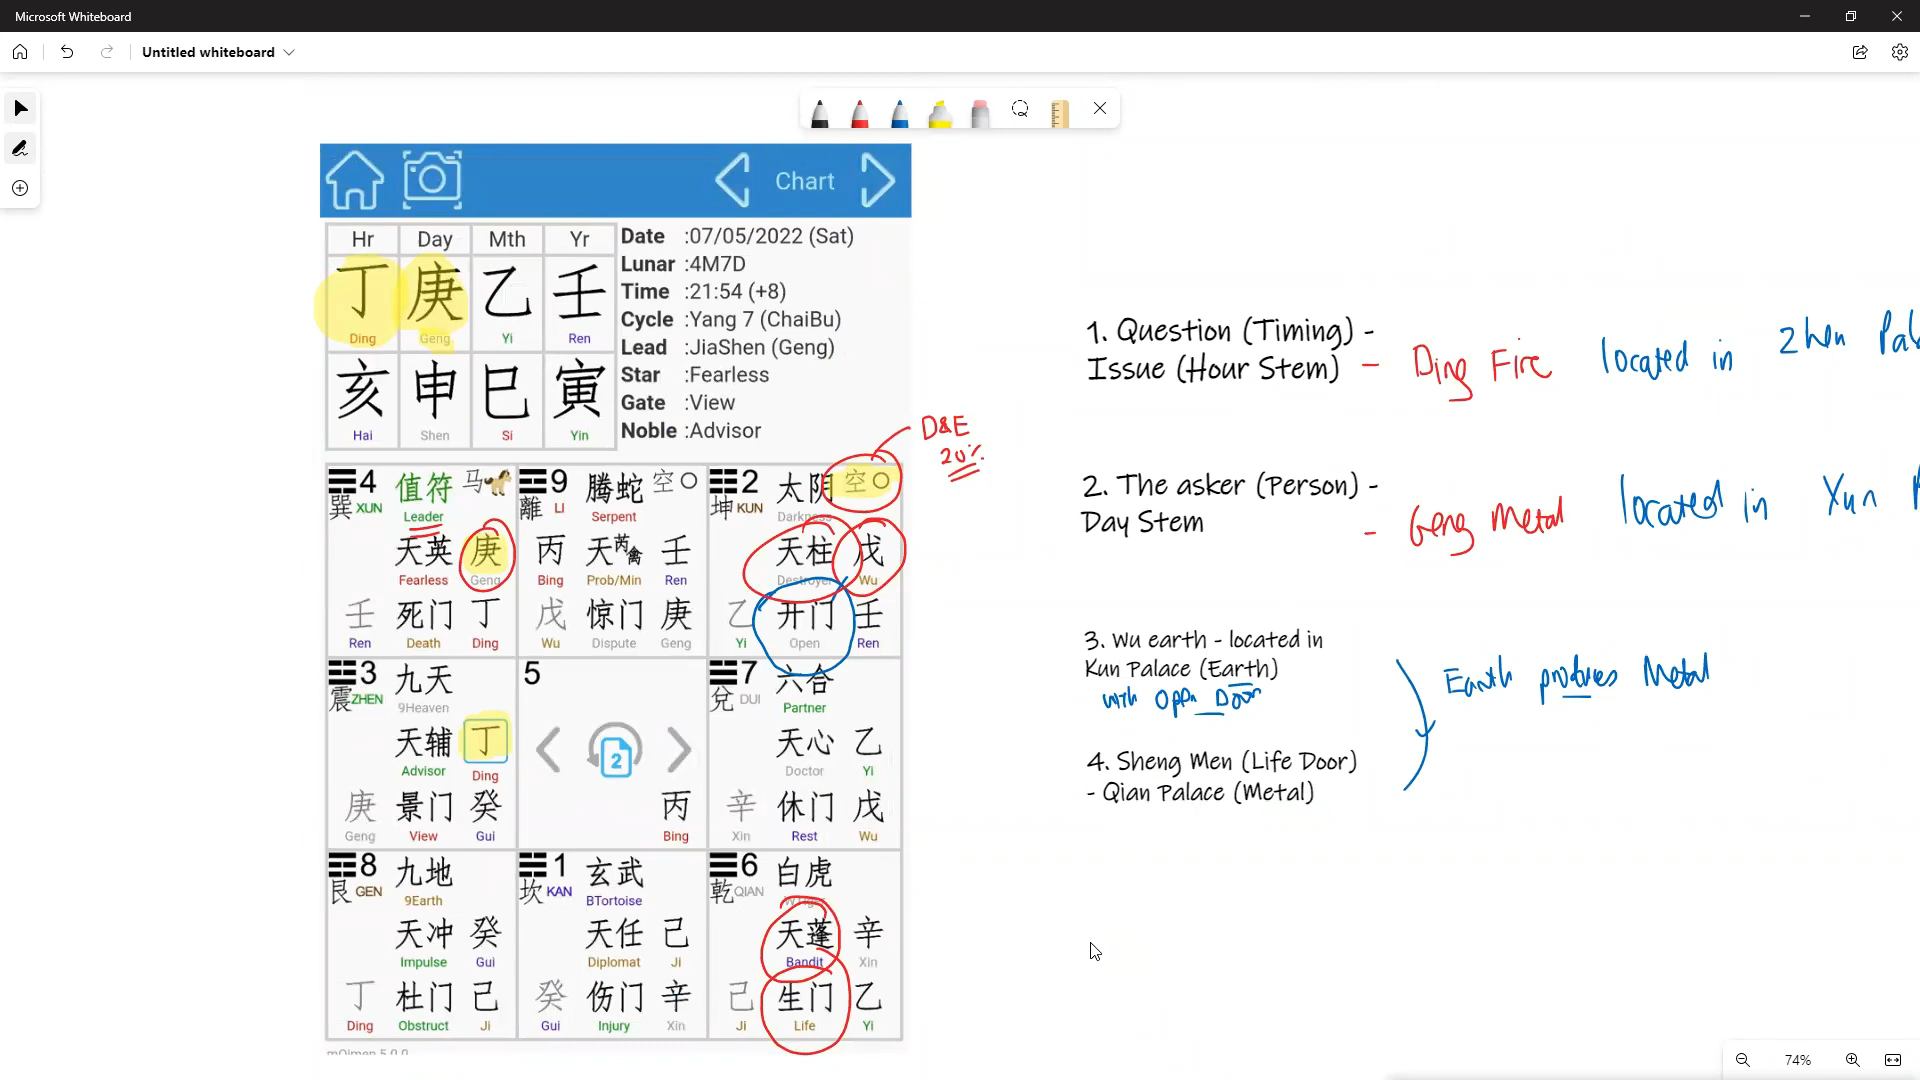 Microsoft Whiteboard
Untitled whiteboard
Chart
Hr Day Mth Yr
丁 庚 乙 壬
Ding Geng Yi Ren
亥 申 巳 寅
Hai Shen Si Yin
Date :07/05/2022 (Sat)
Lunar :4M7D
Time :21:54 (+8)
Cycle :Yang 7 (ChaiBu)
Lead :JiaShen (Geng)
Star :Fearless
Gate :View
Noble :Advisor
D&E
20%
4 值符 马
巽 XUN Leader
天英 庚
Fearless Geng
壬 死门 丁
Ren Death Ding
9 腾蛇 空
離 LI Serpent
丙 天芮禽 壬
Bing Prob/Min Ren
戊 惊门 庚
Wu Dispute Geng
2 太阴 空
坤 KUN Darkness
天柱 戊
Destroyer Wu
乙 开门 壬
Yi Open Ren
3 九天
震 ZHEN 9Heaven
天辅 丁
Advisor Ding
庚 景门 癸
Geng View Gui
5
2
丙
Bing
7 六合
兌 DUI Partner
天心 乙
Doctor Yi
辛 休门 戊
Xin Rest Wu
8 九地
艮 GEN 9Earth
天冲 癸
Impulse Gui
丁 杜门 己
Ding Obstruct Ji
1 玄武
坎 KAN BTortoise
天任 己
Diplomat Ji
癸 伤门 辛
Gui Injury Xin
6 白虎
乾 QIAN WTiger
天蓬 辛
Bandit Xin
己 生门 乙
Ji Life Yi
mQimen 5.0.0
1. Question (Timing) -
Issue (Hour Stem) - Ding Fire located in Zhen Pal
2. The asker (Person) -
Day Stem
- Geng Metal located in Xun P
3. Wu earth - located in
Kun Palace (Earth)
with Open Door
Earth produces Metal
4. Sheng Men (Life Door)
- Qian Palace (Metal)
74%